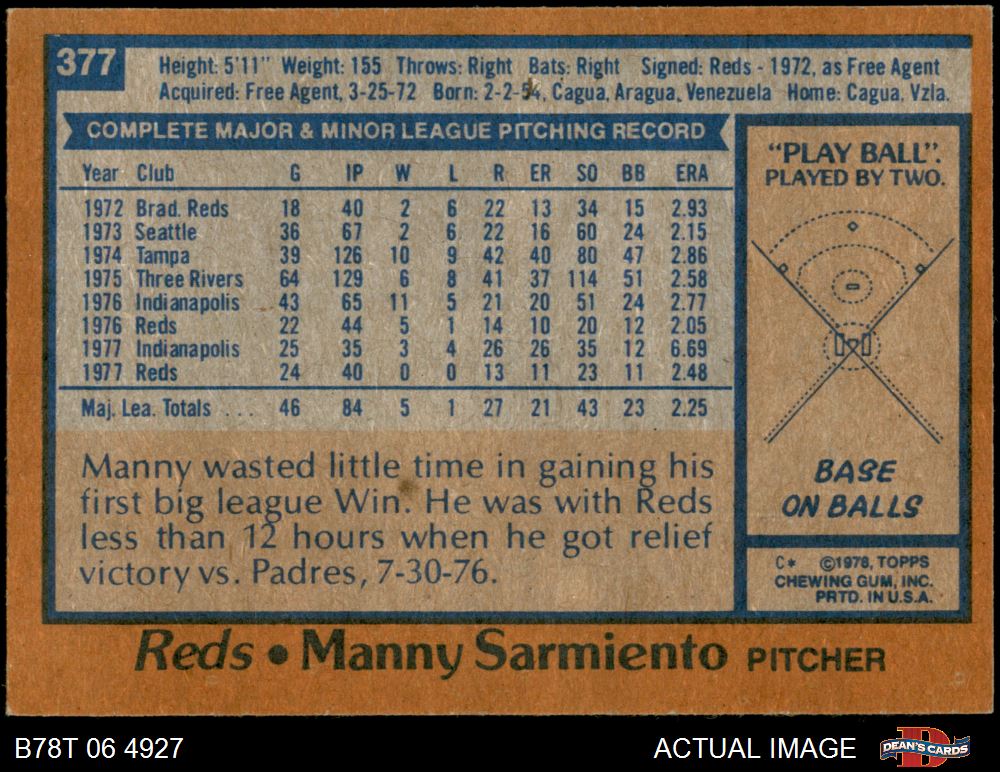 377
Height: 5'11" Weight: 155 Throws: Right Bats: Right Signed: Reds - 1972, as Free Agent
Acquired: Free Agent, 3-25-72 Born: 2-2-54, Cagua, Aragua, Venezuela Home: Cagua, Vzla.
COMPLETE MAJOR & MINOR LEAGUE PITCHING RECORD
Year Club G IP W L R ER SO BB ERA
1972 Brad. Reds 18 40 2 6 22 13 34 15 2.93
1973 Seattle 36 67 2 6 22 16 60 24 2.15
1974 Tampa 39 126 10 9 42 40 80 47 2.86
1975 Three Rivers 64 129 6 8 41 37 114 51 2.58
1976 Indianapolis 43 65 11 5 21 20 51 24 2.77
1976 Reds 22 44 5 1 14 10 20 12 2.05
1977 Indianapolis 25 35 3 4 26 26 35 12 6.69
1977 Reds 24 40 0 0 13 11 23 11 2.48
Maj. Lea. Totals . . . 46 84 5 1 27 21 43 23 2.25
Manny wasted little time in gaining his
first big league Win. He was with Reds
less than 12 hours when he got relief
victory vs. Padres, 7-30-76.
"PLAY BALL".
PLAYED BY TWO.
BASE
ON BALLS
C* ©1978, TOPPS
CHEWING GUM, INC.
PRTD. IN U.S.A.
Reds • Manny Sarmiento PITCHER
B78T 06 4927
ACTUAL IMAGE
D
DEAN'S CARDS